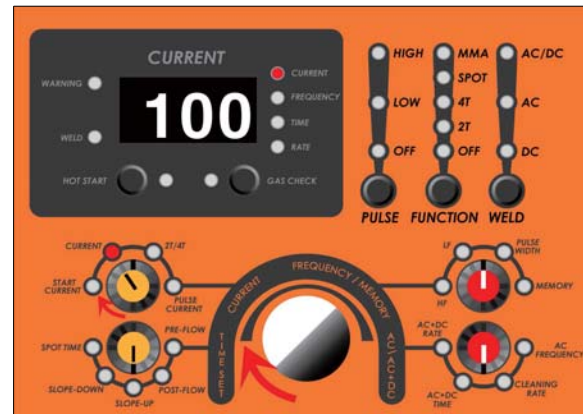 CURRENT
WARNING
WELD
100
CURRENT
FREQUENCY
TIME
RATE
HOT START
GAS CHECK
HIGH
LOW
OFF
PULSE
MMA
SPOT
4T
2T
OFF
FUNCTION
AC/DC
AC
DC
WELD
CURRENT
2T/4T
START
CURRENT
PULSE
CURRENT
SPOT TIME
PRE-FLOW
SLOPE-DOWN
POST-FLOW
SLOPE-UP
TIME SET
CURRENT
FREQUENCY / MEMORY
AC/AC+DC
LF
PULSE
WIDTH
HF
MEMORY
AC+DC
RATE
AC
FREQUENCY
AC+DC
TIME
CLEANING
RATE